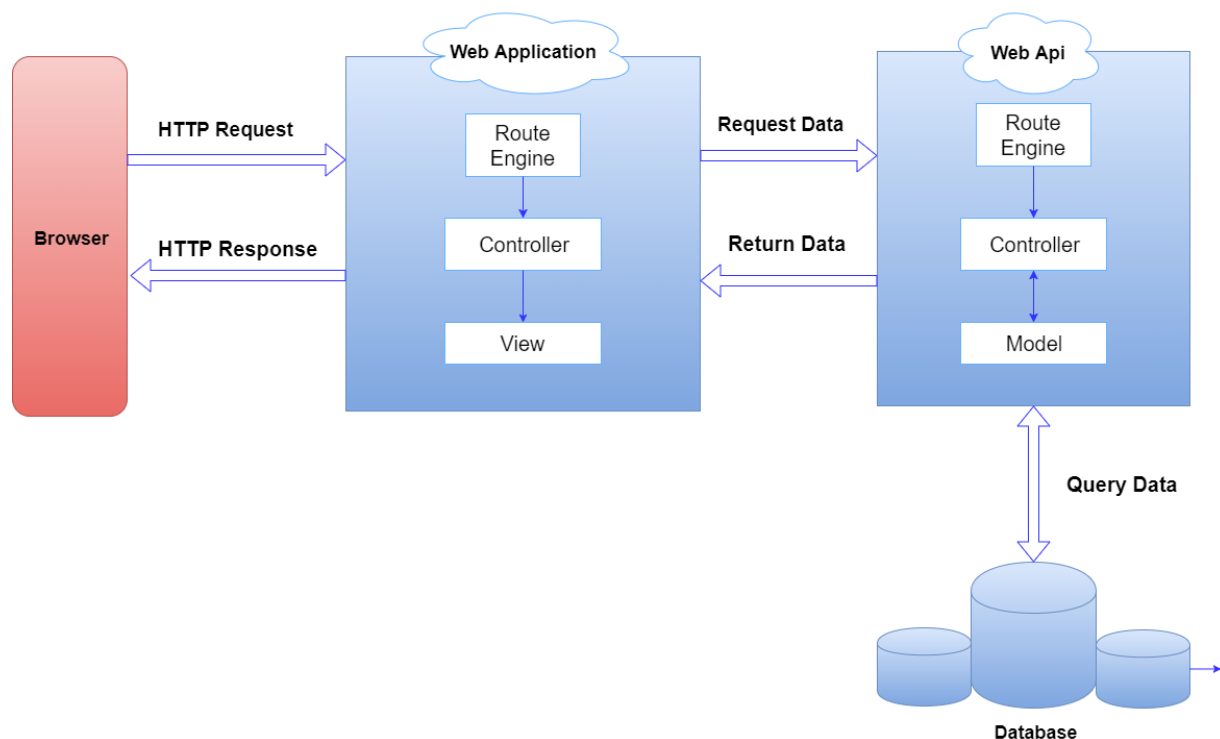 Web Application
Web Api
HTTP Request
Route
Engine
Request Data
Route
Engine
Browser
HTTP Response
Controller
Return Data
Controller
View
Model
Query Data
Database